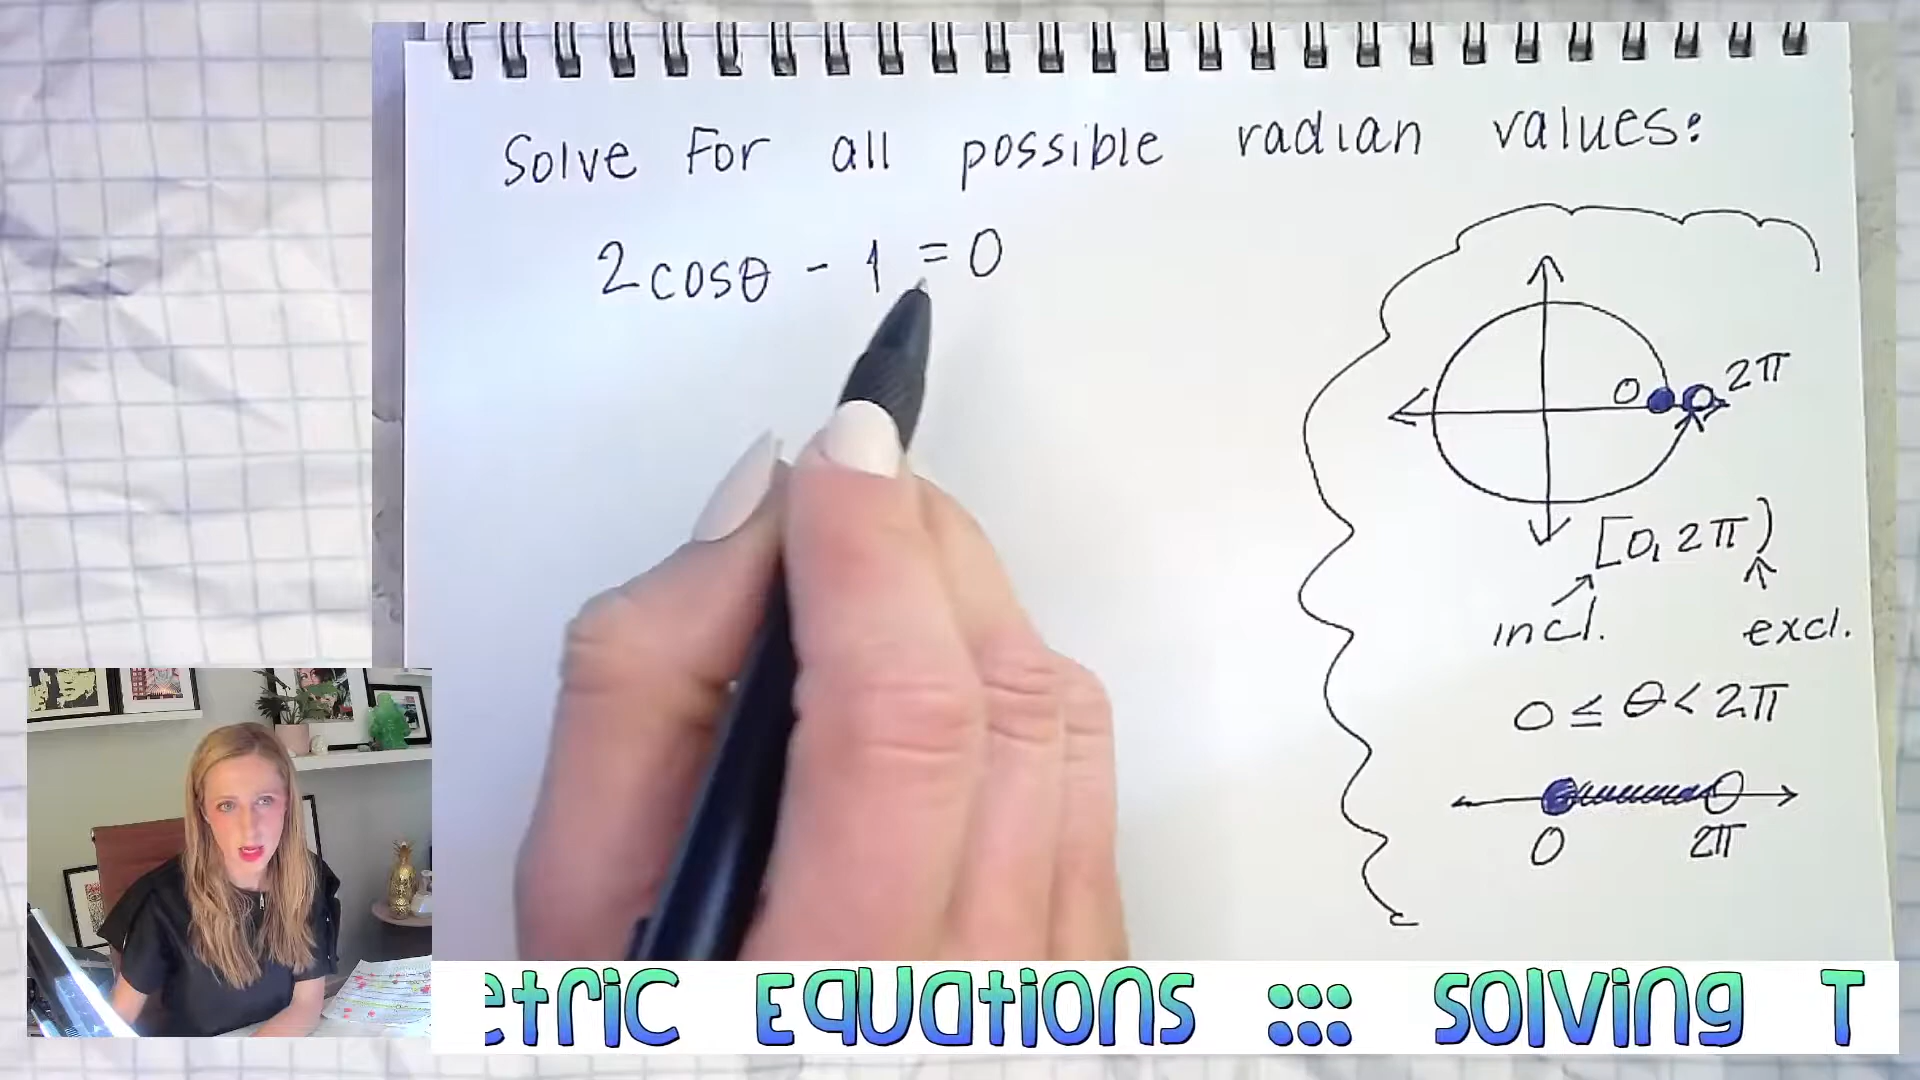 Solve For all possible radian values:
2cosθ - 1 = 0
0
2π
[0, 2π)
incl.
excl.
0 ≤ θ < 2π
0
2π
etric Equations ::: Solving T